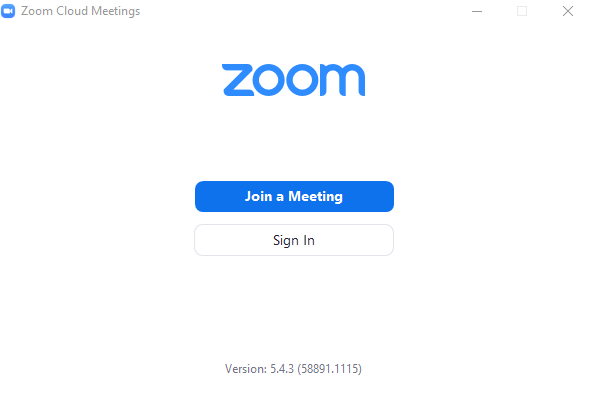 Zoom Cloud Meetings
zoom
Join a Meeting
Sign In
Version: 5.4.3 (58891.1115)